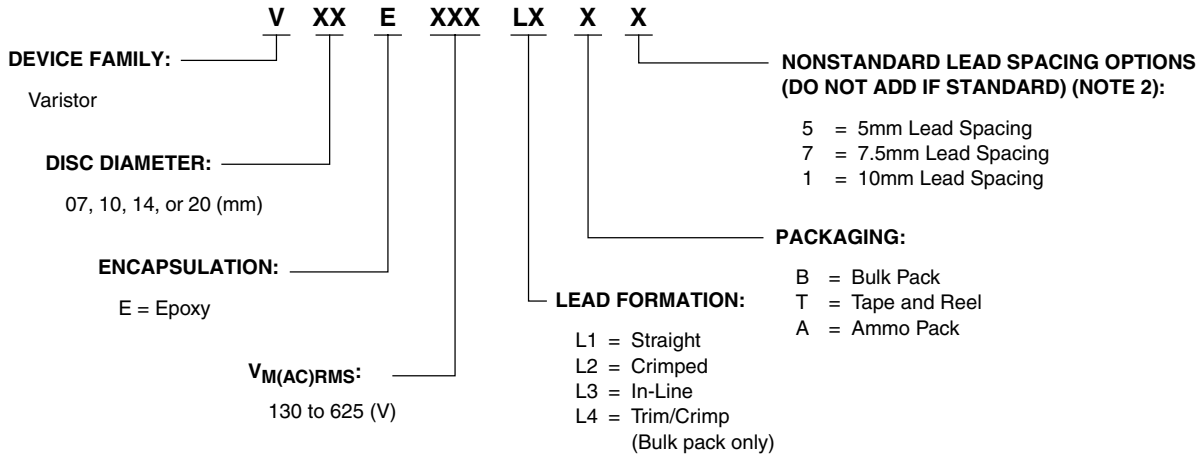 V XX E XXX LX X X
DEVICE FAMILY:
Varistor
DISC DIAMETER:
07, 10, 14, or 20 (mm)
ENCAPSULATION:
E = Epoxy
VM(AC)RMS:
130 to 625 (V)
LEAD FORMATION:
L1 = Straight
L2 = Crimped
L3 = In-Line
L4 = Trim/Crimp
(Bulk pack only)
PACKAGING:
B = Bulk Pack
T = Tape and Reel
A = Ammo Pack
NONSTANDARD LEAD SPACING OPTIONS
(DO NOT ADD IF STANDARD) (NOTE 2):
5 = 5mm Lead Spacing
7 = 7.5mm Lead Spacing
1 = 10mm Lead Spacing